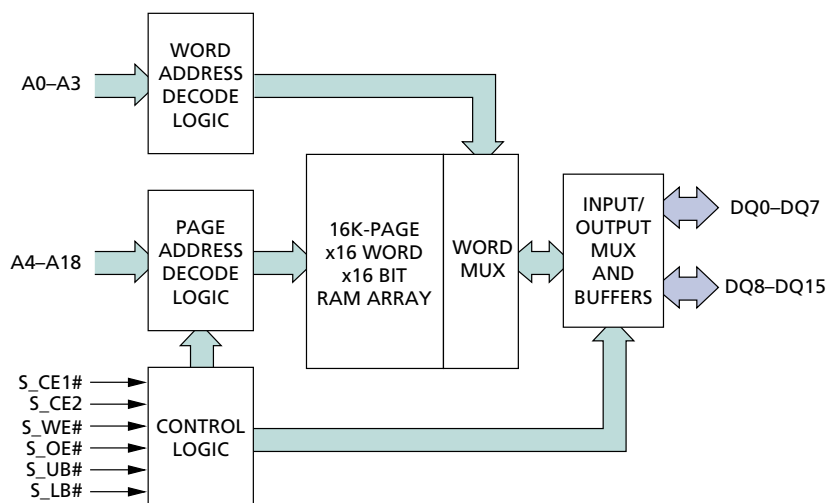 WORD
ADDRESS
DECODE
LOGIC
A0–A3
PAGE
ADDRESS
DECODE
LOGIC
A4–A18
16K-PAGE
x16 WORD
x16 BIT
RAM ARRAY
WORD
MUX
INPUT/
OUTPUT
MUX
AND
BUFFERS
DQ0–DQ7
DQ8–DQ15
S_CE1#
S_CE2
S_WE#
S_OE#
S_UB#
S_LB#
CONTROL
LOGIC